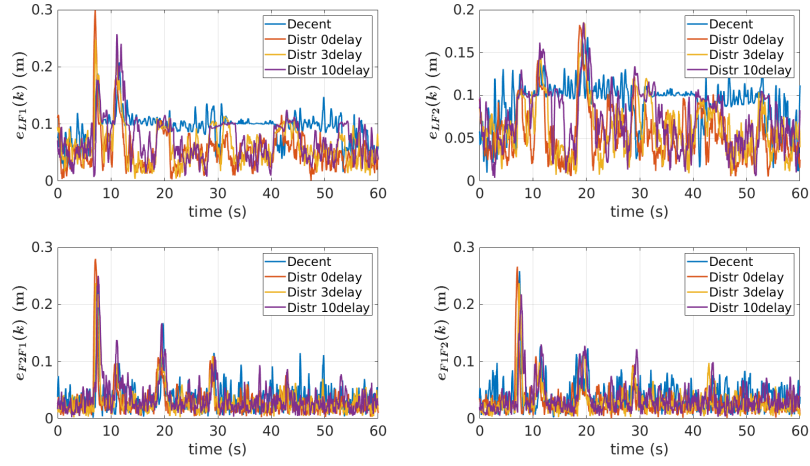 0.3
0.2
0.1
0
0 10 20 30 40 50 60
time (s)
e_{LF1}(k) (m)
Decent
Distr 0delay
Distr 3delay
Distr 10delay
0.2
0.15
0.1
0.05
0
0 10 20 30 40 50 60
time (s)
e_{LF2}(k) (m)
Decent
Distr 0delay
Distr 3delay
Distr 10delay
0.3
0.2
0.1
0
0 10 20 30 40 50 60
time (s)
e_{F2F1}(k) (m)
Decent
Distr 0delay
Distr 3delay
Distr 10delay
0.3
0.2
0.1
0
0 10 20 30 40 50 60
time (s)
e_{F1F2}(k) (m)
Decent
Distr 0delay
Distr 3delay
Distr 10delay